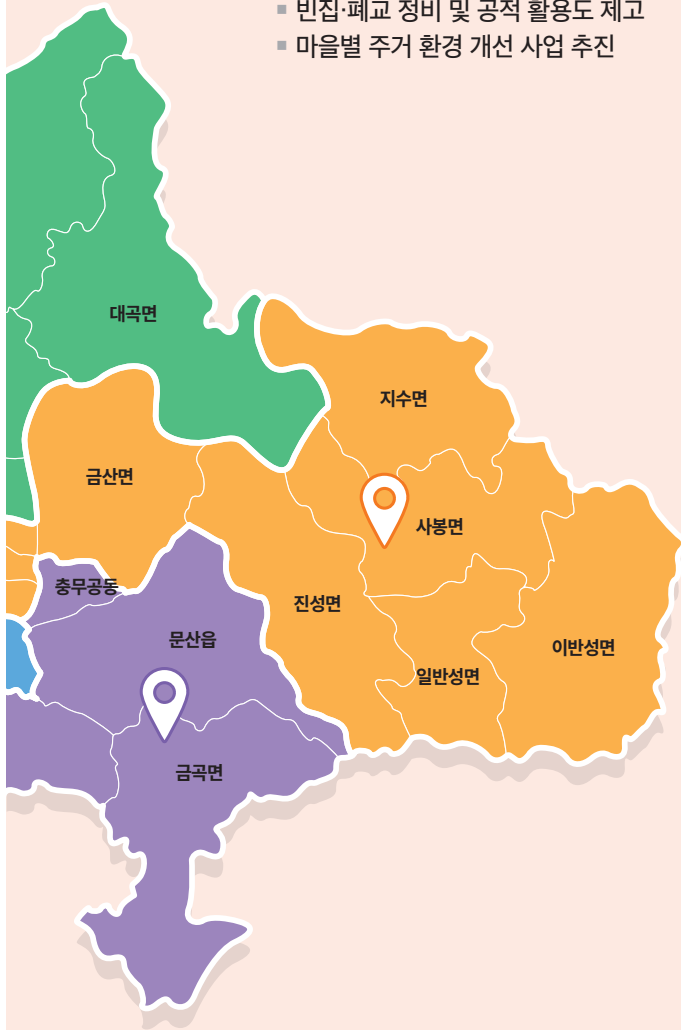 ▪ 빈집·폐교 정비 및 공적 활용도 제고
▪ 마을별 주거 환경 개선 사업 추진
대곡면
지수면
금산면
사봉면
충무공동
진성면
문산읍
이반성면
일반성면
금곡면